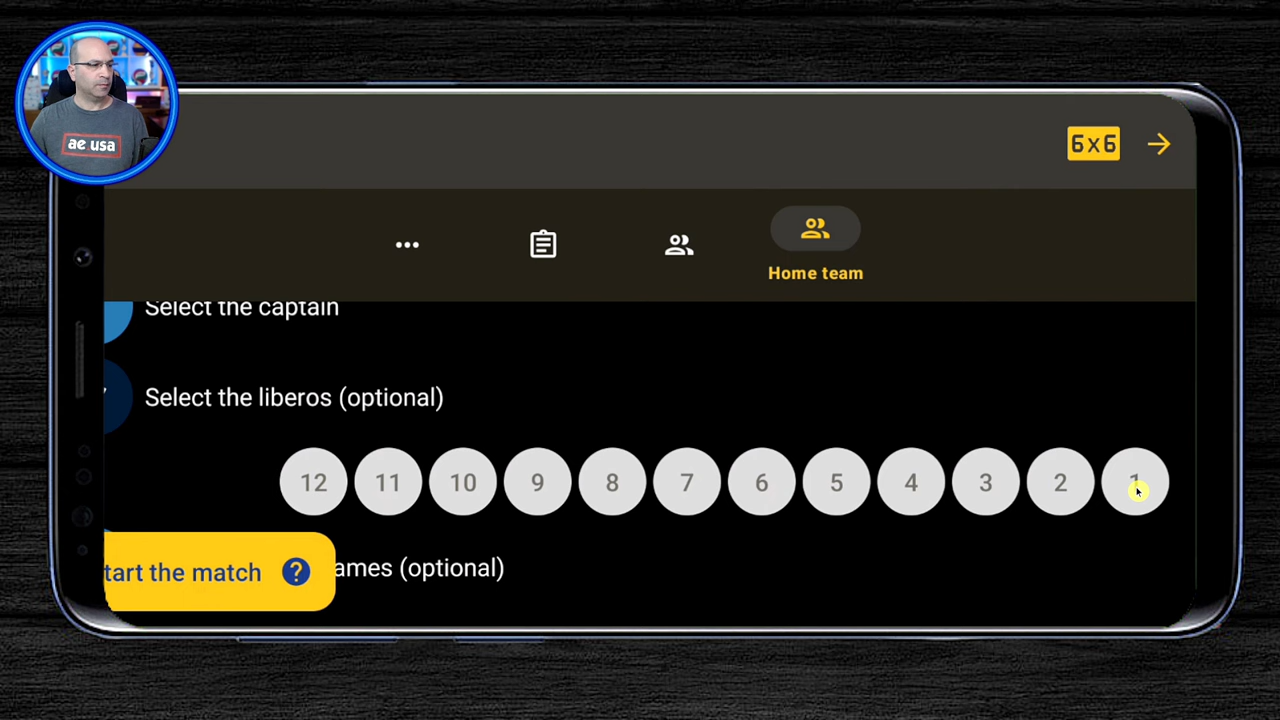 ae usa
6x6
Home team
Select the captain
Select the liberos (optional)
12 11 10 9 8 7 6 5 4 3 2 1
tart the match ?
ames (optional)